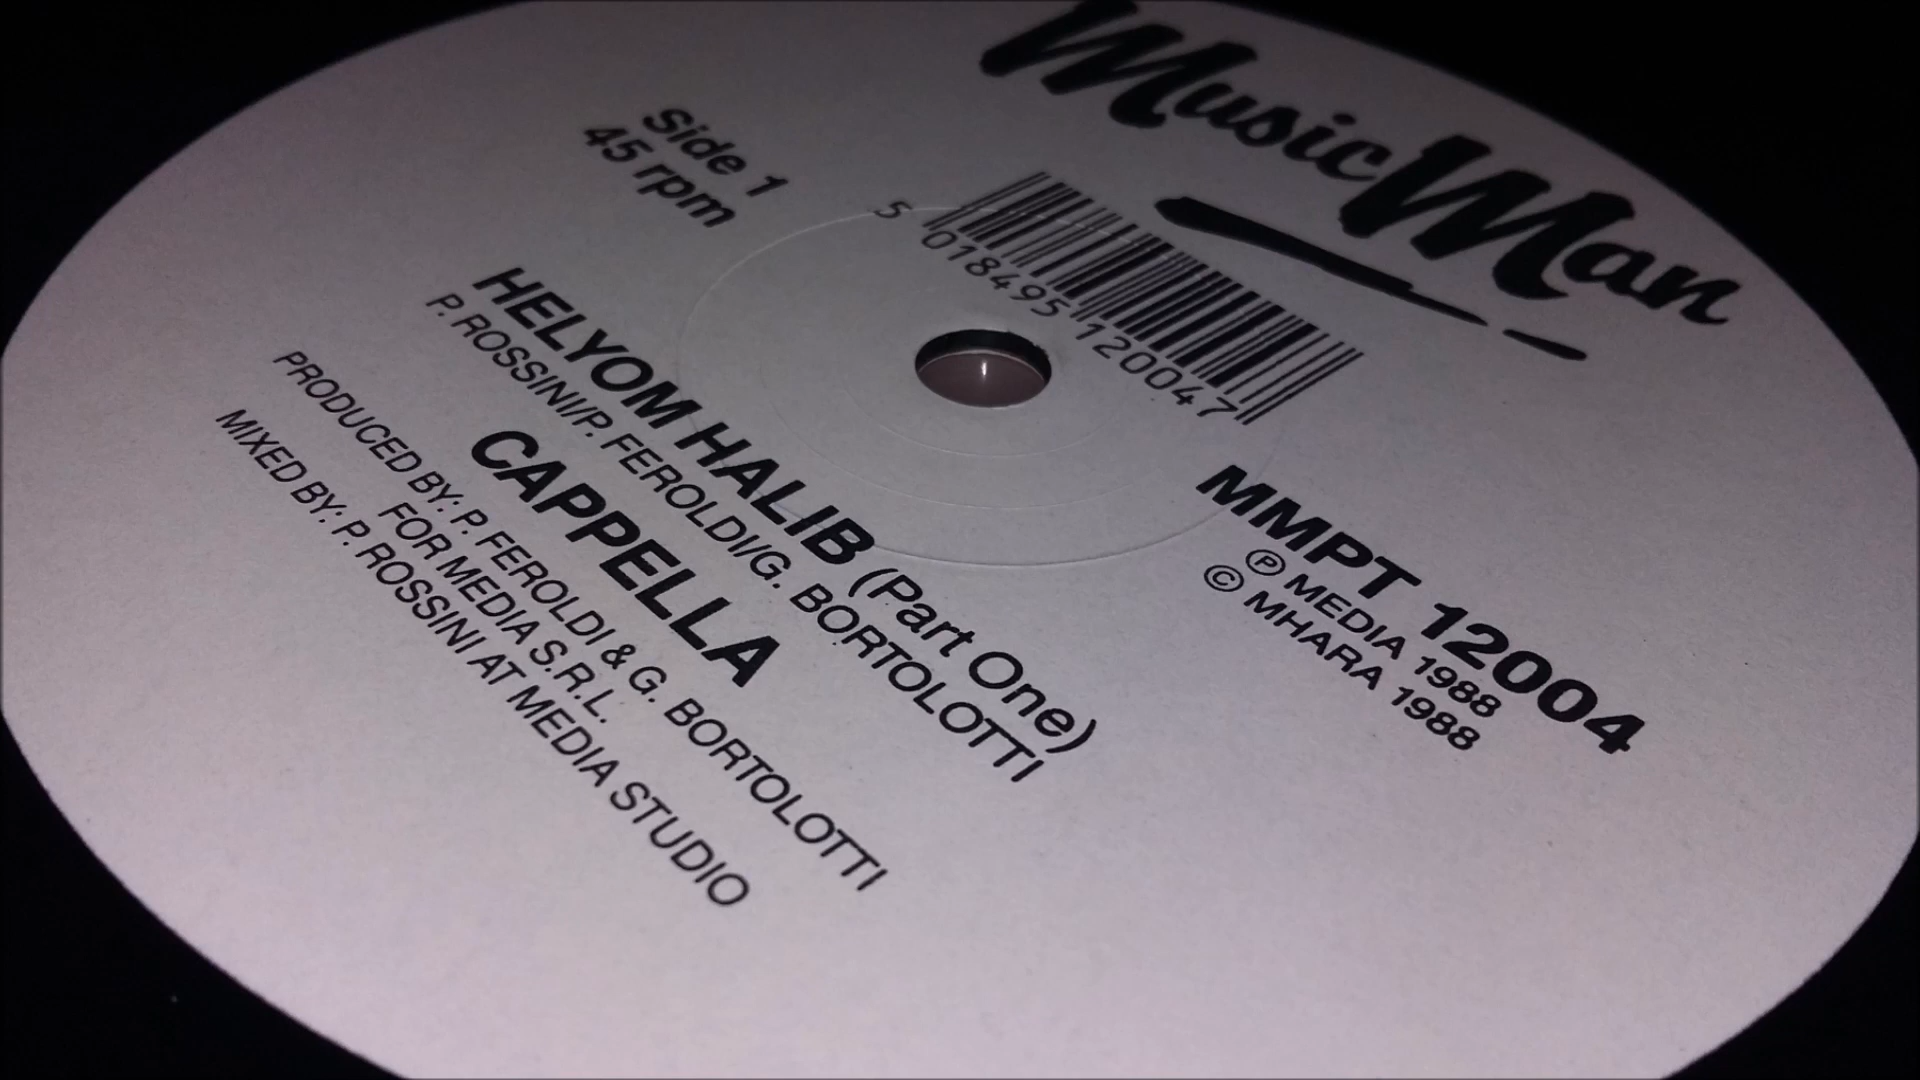 Music Man
Side 1
45 rpm
5 018495 120047
MMPT 12004
Ⓟ MEDIA 1988
© MHARA 1988
HELYOM HALIB (Part One)
P. ROSSINI/P. FEROLDI/G. BORTOLOTTI
CAPPELLA
PRODUCED BY: P. FEROLDI & G. BORTOLOTTI
FOR MEDIA S.R.L.
MIXED BY: P. ROSSINI AT MEDIA STUDIO